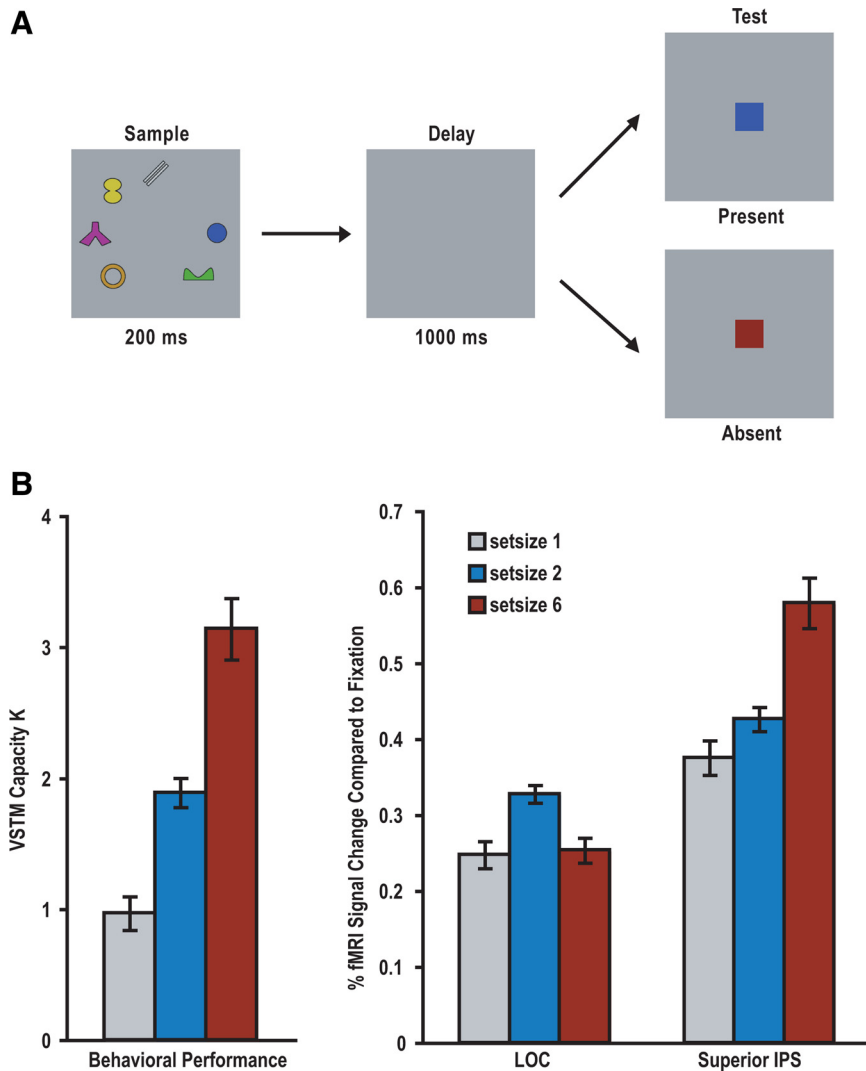 A
Sample
200 ms
Delay
1000 ms
Test
Present
Absent
B
VSTM Capacity K
4
3
2
1
0
Behavioral Performance
% fMRI Signal Change Compared to Fixation
0.7
0.6
0.5
0.4
0.3
0.2
0.1
0
setsize 1
setsize 2
setsize 6
LOC
Superior IPS